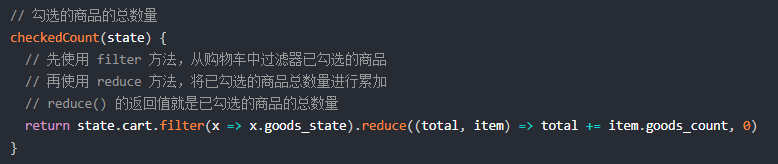 // 勾选的商品的总数量
checkedCount(state) {
  // 先使用 filter 方法，从购物车中过滤器已勾选的商品
  // 再使用 reduce 方法，将已勾选的商品总数量进行累加
  // reduce() 的返回值就是已勾选的商品的总数量
  return state.cart.filter(x => x.goods_state).reduce((total, item) => total += item.goods_count, 0)
}